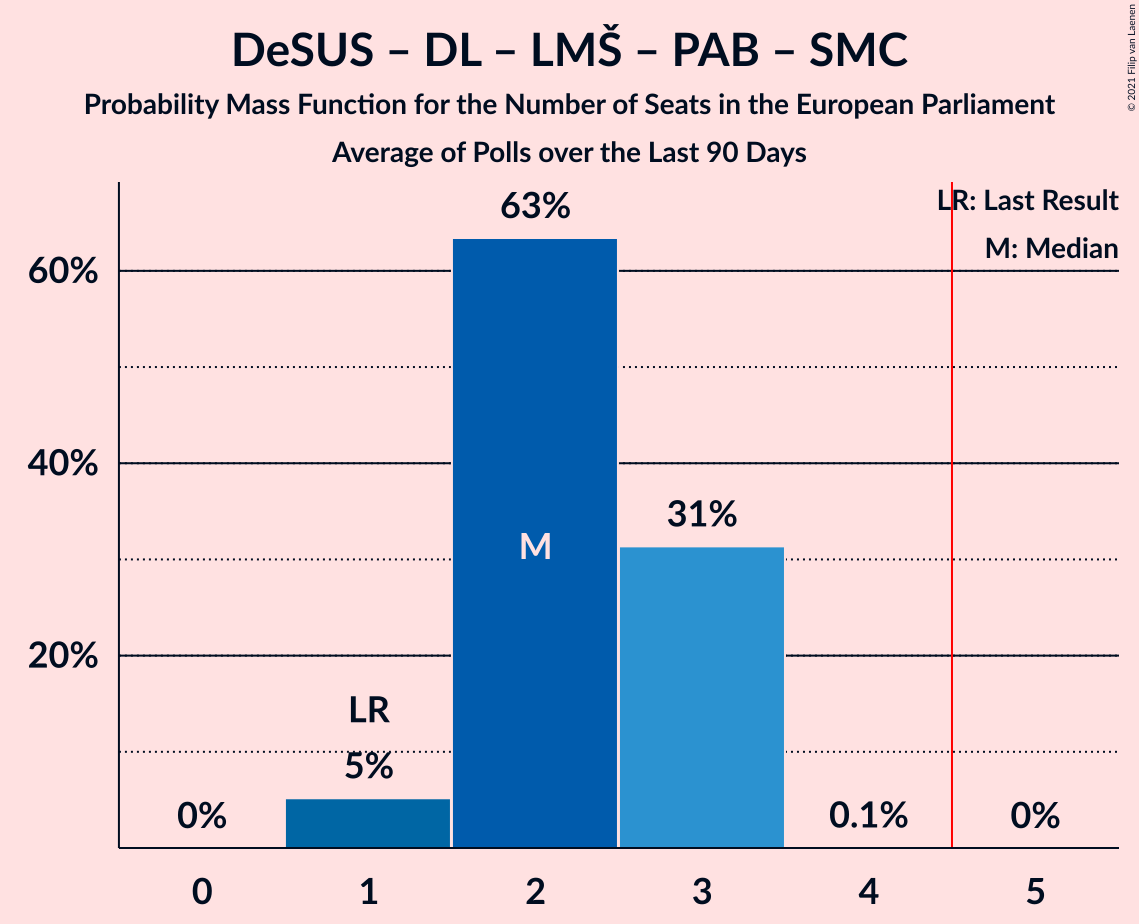 DeSUS – DL – LMŠ – PAB – SMC
Probability Mass Function for the Number of Seats in the European Parliament
Average of Polls over the Last 90 Days
© 2021 Filip van Laenen
LR: Last Result
M: Median
63%
60%
40%
31%
M
20%
LR
5%
0%
0.1%
0%
0 1 2 3 4 5